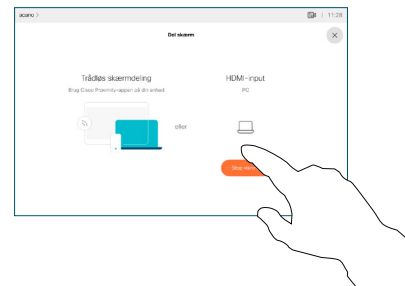 acano >
11:28
Del skærm
Trådløs skærmdeling
Brug Cisco Proximity-appen på din enhed
HDMI-input
PC
eller
Stop